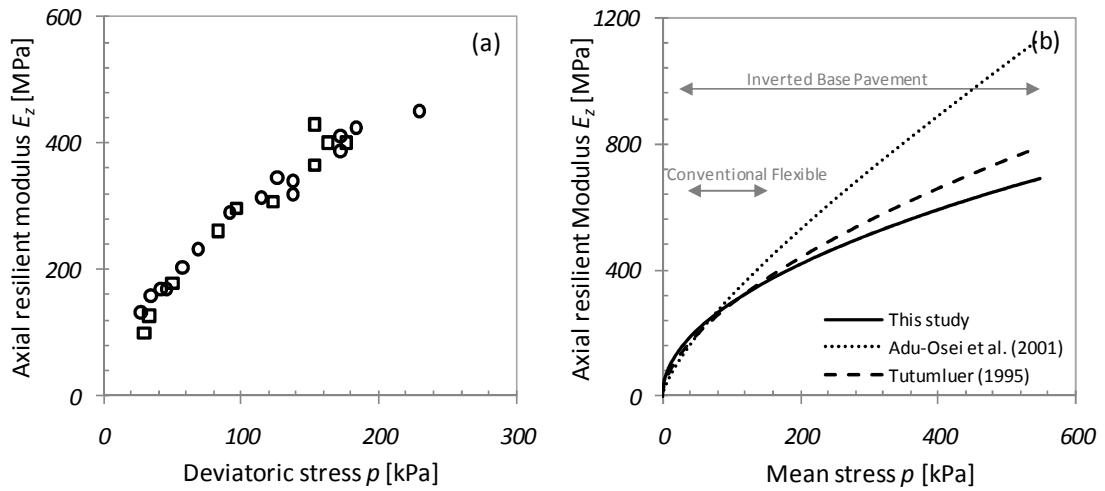 (a)
Axial resilient modulus Ez [MPa]
600
400
200
0
0 100 200 300
Deviatoric stress p [kPa]
(b)
Axial resilient Modulus Ez [MPa]
1200
800
400
0
Inverted Base Pavement
Conventional Flexible
This study
Adu-Osei et al. (2001)
Tutumluer (1995)
0 200 400 600
Mean stress p [kPa]